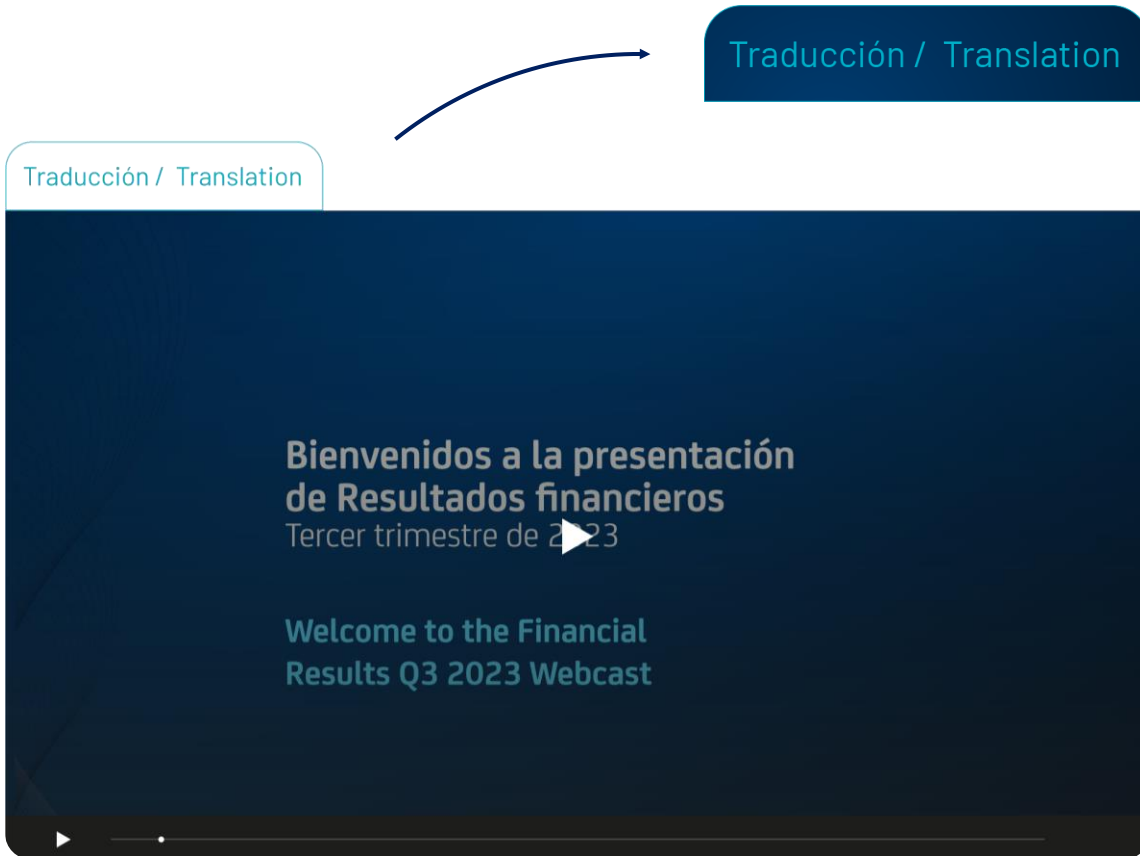 Traducción / Translation
Traducción / Translation
Bienvenidos a la presentación
de Resultados financieros
Tercer trimestre de 2023
Welcome to the Financial
Results Q3 2023 Webcast